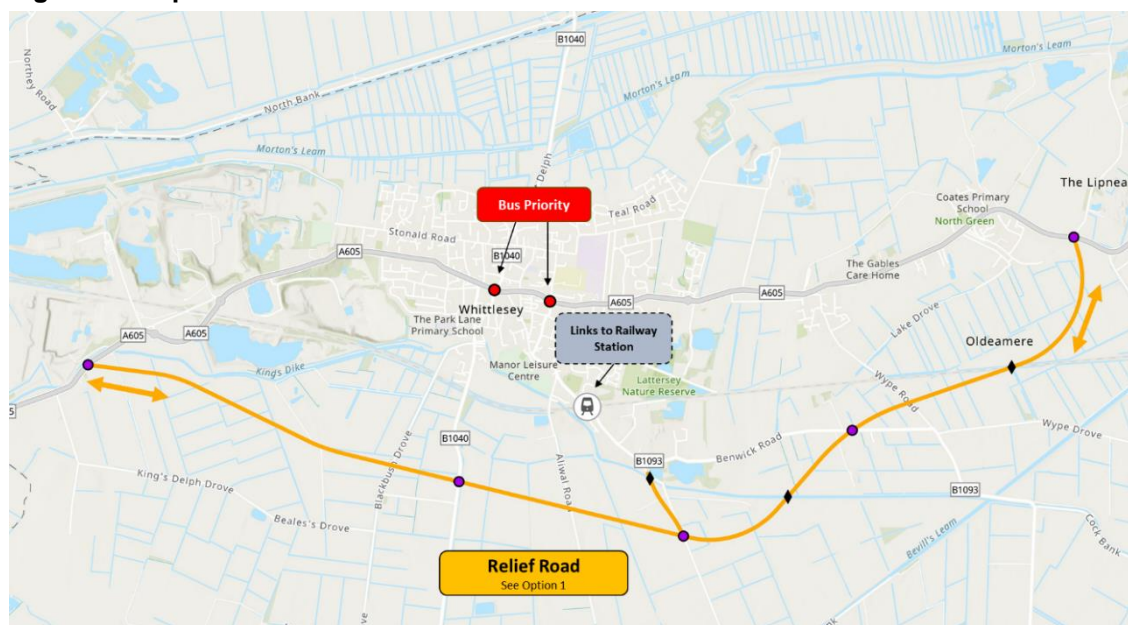 B1040
Northey Road
North Bank
Morton's Leam
Morton's Leam
Morton's Leam
Delph
The Lipnea
Bus Priority
Teal Road
Coates Primary
School
North Green
Stonald Road
B1040
A605
The Gables
Care Home
A605
A605
Whittlesey
The Park Lane
Primary School
Links to Railway
Station
Lake Drove
A605
A605
Oldeamere
King's Dike
Manor Leisure
Centre
Lattersey
Nature Reserve
Wype Road
Wype Drove
B1040
Benwick Road
B1093
King's Delph Drove
Blackbush Drove
Aliwal Road
B1093
Beales's Drove
Cock Bank
Bevill's Leam
Relief Road
See Option 1